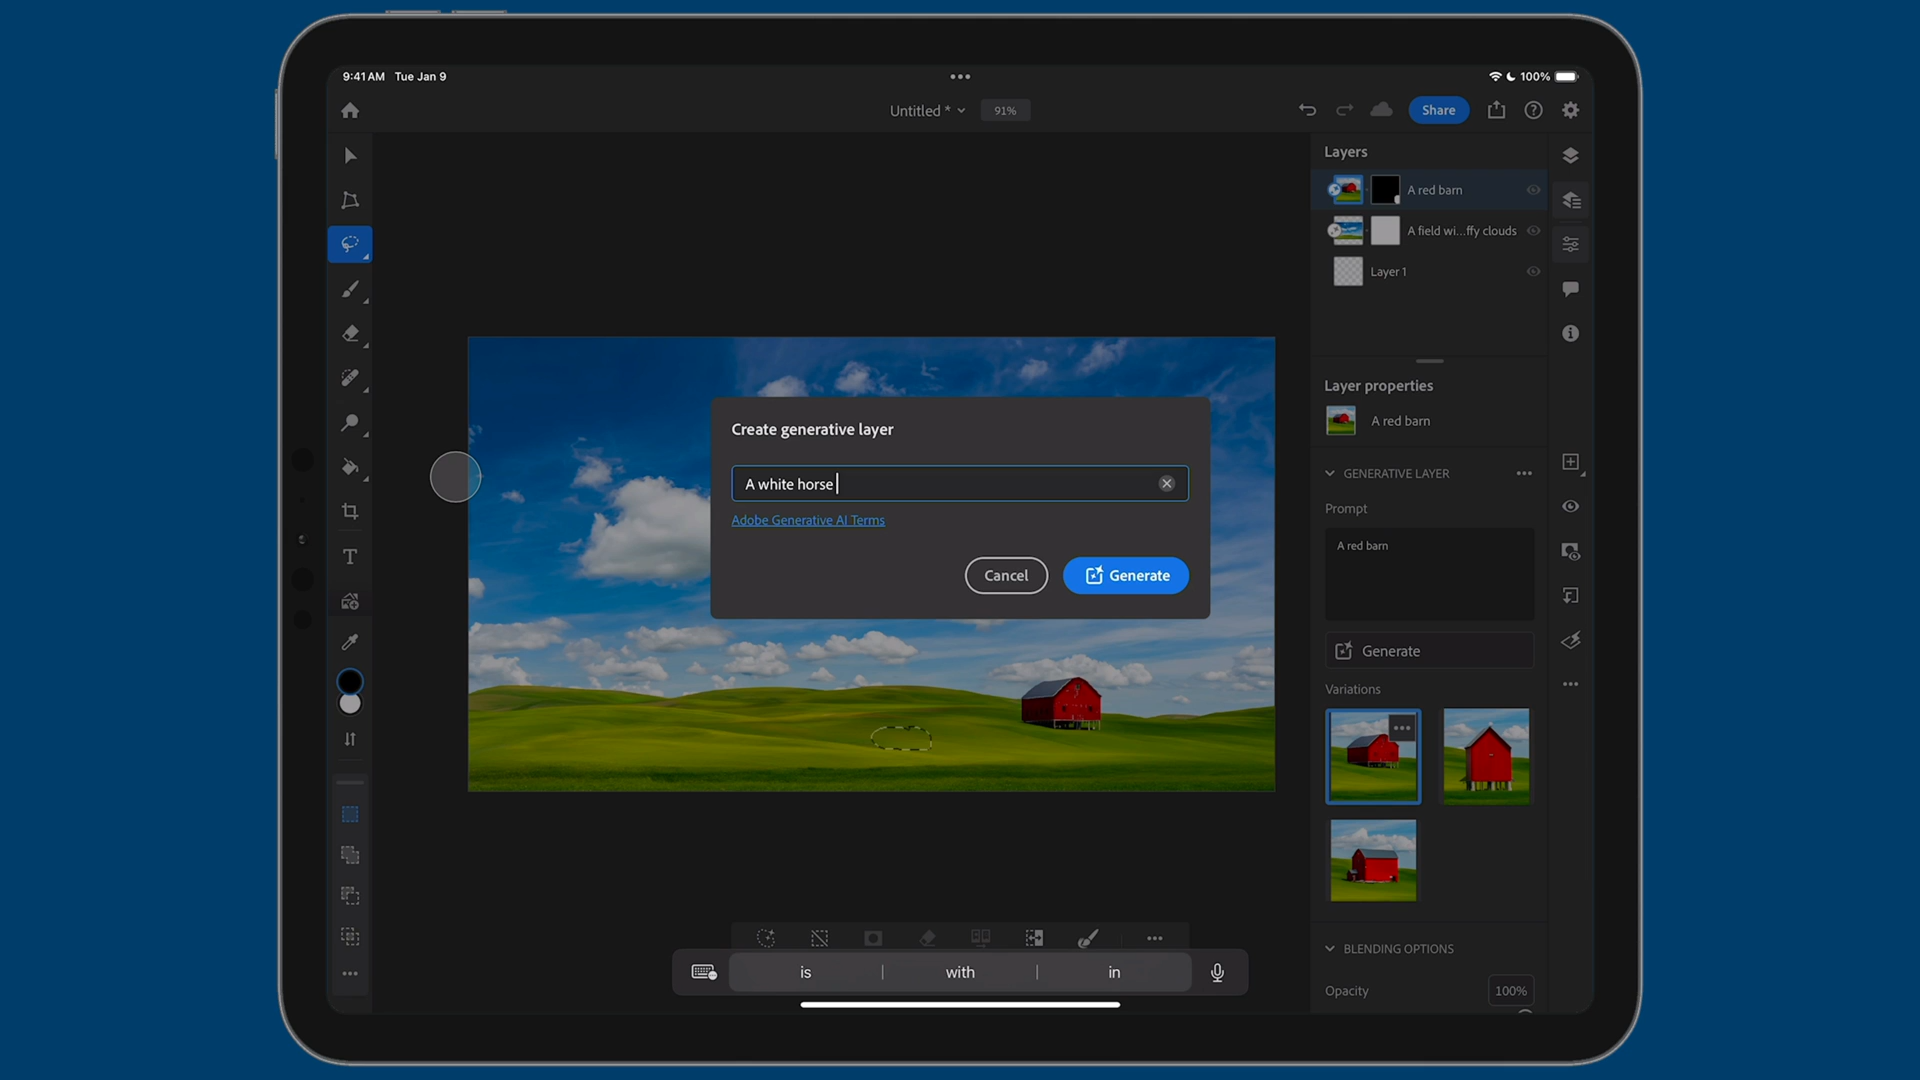 9:41 AM Tue Jan 9
100%
Untitled *
91%
Share
Layers
A red barn
A field wi...ffy clouds
Layer 1
Create generative layer
A white horse
Adobe Generative AI Terms
Cancel
Generate
Layer properties
A red barn
GENERATIVE LAYER
Prompt
A red barn
Generate
Variations
BLENDING OPTIONS
Opacity
100%
T
is
with
in